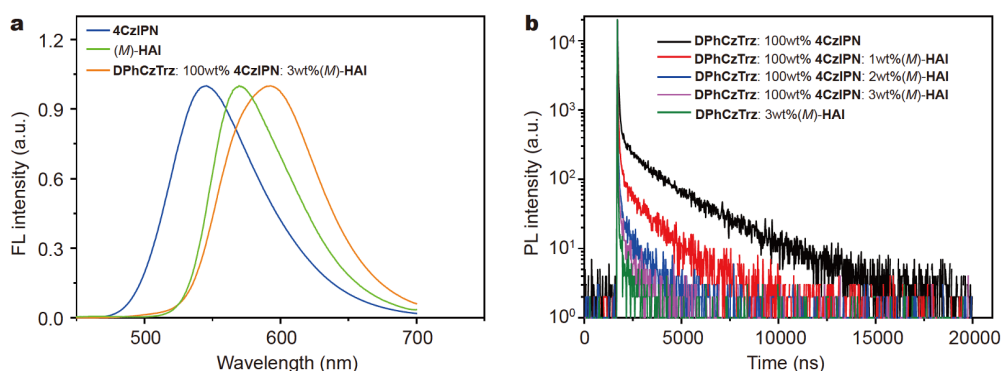 a
4CzIPN
(M)-HAI
DPhCzTrz: 100wt% 4CzIPN: 3wt%(M)-HAI
FL intensity (a.u.)
1.2
0.9
0.6
0.3
0.0
500 600 700
Wavelength (nm)
b
DPhCzTrz: 100wt% 4CzIPN
DPhCzTrz: 100wt% 4CzIPN: 1wt%(M)-HAI
DPhCzTrz: 100wt% 4CzIPN: 2wt%(M)-HAI
DPhCzTrz: 100wt% 4CzIPN: 3wt%(M)-HAI
DPhCzTrz: 3wt%(M)-HAI
PL intensity (a.u.)
10⁴
10³
10²
10¹
10⁰
0 5000 10000 15000 20000
Time (ns)